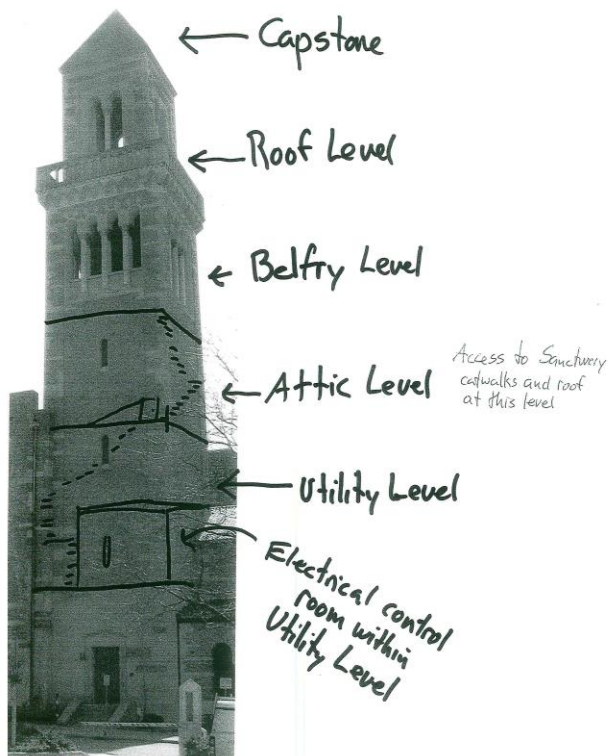 Capstone
Roof Level
Belfry Level
Access to Sanctuary
catwalks and roof
at this level
Attic Level
Utility Level
Electrical control
room within
Utility Level